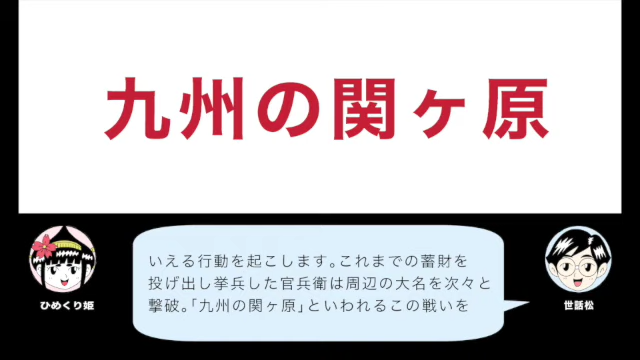 九州の関ヶ原
いえる行動を起こします。これまでの蓄財を
投げ出し挙兵した官兵衛は周辺の大名を次々と
撃破。「九州の関ヶ原」といわれるこの戦いを
ひめくり姫
世話松